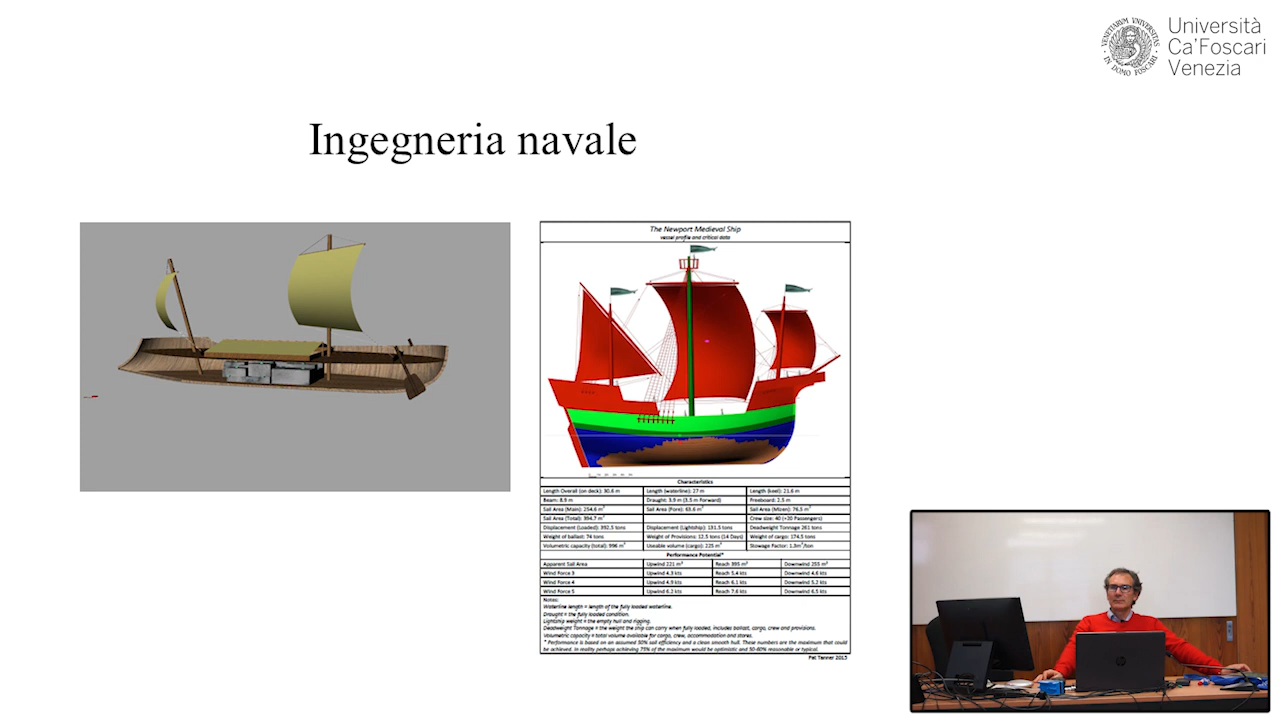 VENETIARVM VNIVERSITAS
IN DOMO FOSCARI
Università
Ca'Foscari
Venezia
Ingegneria navale
The Newport Medieval Ship
vessel profile and critical data
Characteristics
Length Overall (on deck): 30.6 m Length (waterline): 27 m Length (keel): 21.6 m
Beam: 8.9 m Draught: 3.9 m (3.5 m Forward) Freeboard: 2.5 m
Sail Area (Main): 254.6 m² Sail Area (Fore): 63.6 m² Sail Area (Mizen): 76.5 m²
Sail Area (Total): 394.7 m² Crew size: 40 (+20 Passengers)
Displacement (Loaded): 392.5 tons Displacement (Lightship): 131.5 tons Deadweight Tonnage 261 tons
Weight of ballast: 74 tons Weight of Provisions: 12.5 tons (14 Days) Weight of cargo: 174.5 tons
Volumetric capacity (total): 996 m³ Useable volume (cargo): 225 m³ Stowage Factor: 1.3m³/ton
Performance Potential*
Apparent Sail Area Upwind 221 m² Reach 395 m² Downwind 255 m²
Wind Force 3 Upwind 4.3 kts Reach 5.4 kts Downwind 4.6 kts
Wind Force 4 Upwind 4.9 kts Reach 6.1 kts Downwind 5.2 kts
Wind Force 5 Upwind 6.2 kts Reach 7.6 kts Downwind 6.5 kts
Notes:
Waterline length = length of the fully loaded waterline.
Draught = the fully loaded condition.
Lightship weight = the empty hull and rigging.
Deadweight Tonnage = the weight the ship can carry when fully loaded, includes ballast, cargo, crew and provisions.
Volumetric capacity = total volume available for cargo, crew, accommodation and stores.
* Performance is based on an assumed 50% sail efficiency and a clean smooth hull. These numbers are the maximum that could
be achieved. In reality perhaps achieving 75% of the maximum would be optimistic and 50-60% reasonable or typical.
Pat Tanner 2013
hp